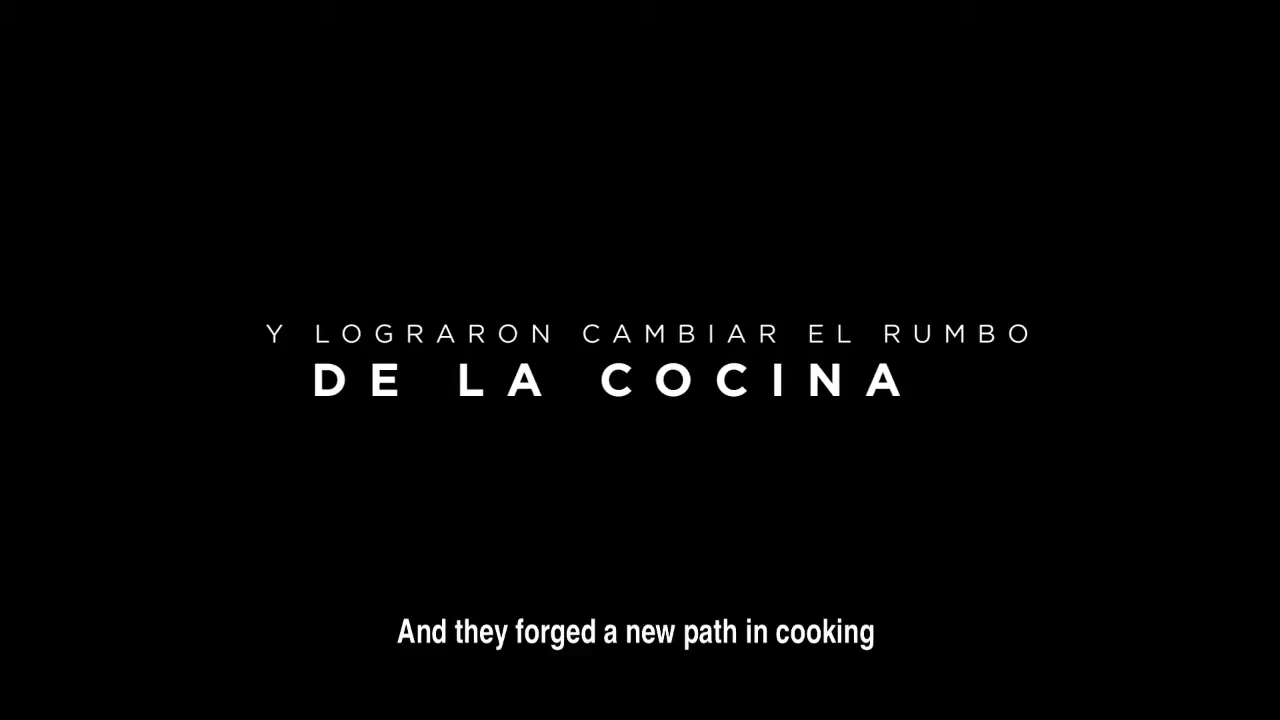 Y LOGRARON CAMBIAR EL RUMBO
DE LA COCINA
And they forged a new path in cooking